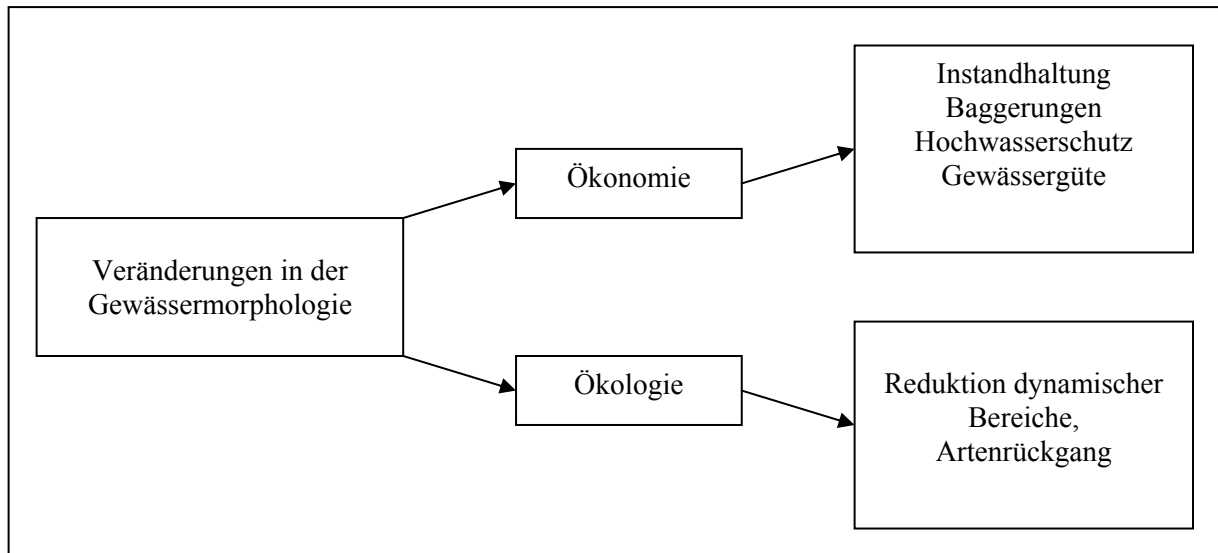 Veränderungen in der
Gewässermorphologie
Ökonomie
Instandhaltung
Baggerungen
Hochwasserschutz
Gewässergüte
Ökologie
Reduktion dynamischer
Bereiche,
Artenrückgang